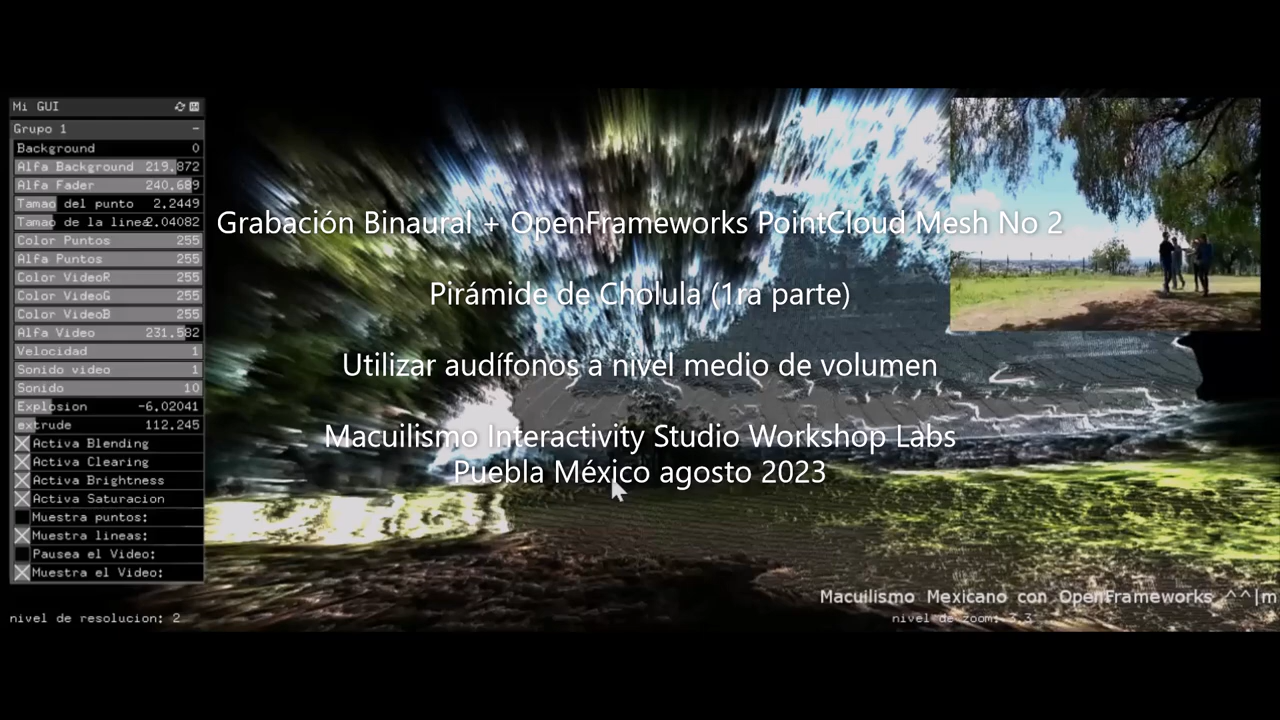 Mi GUI
Grupo 1 -
Background 0
Alfa Background 219.872
Alfa Fader 240.689
Tamao del punto 2.2449
Tamao de la linea 2.04082
Color Puntos 255
Alfa Puntos 255
Color VideoR 255
Color VideoG 255
Color VideoB 255
Alfa Video 231.582
Velocidad 1
Sonido video 1
Sonido 10
Explosion -6.02041
extrude 112.245
Activa Blending
Activa Clearing
Activa Brightness
Activa Saturacion
Muestra puntos:
Muestra lineas:
Pausea el Video:
Muestra el Video:
nivel de resolucion: 2
Grabación Binaural + OpenFrameworks PointCloud Mesh No 2
Pirámide de Cholula (1ra parte)
Utilizar audífonos a nivel medio de volumen
Macuilismo Interactivity Studio Workshop Labs
Puebla México agosto 2023
Macuilismo Mexicano con OpenFrameworks ^^|m
nivel de zoom: 3.3